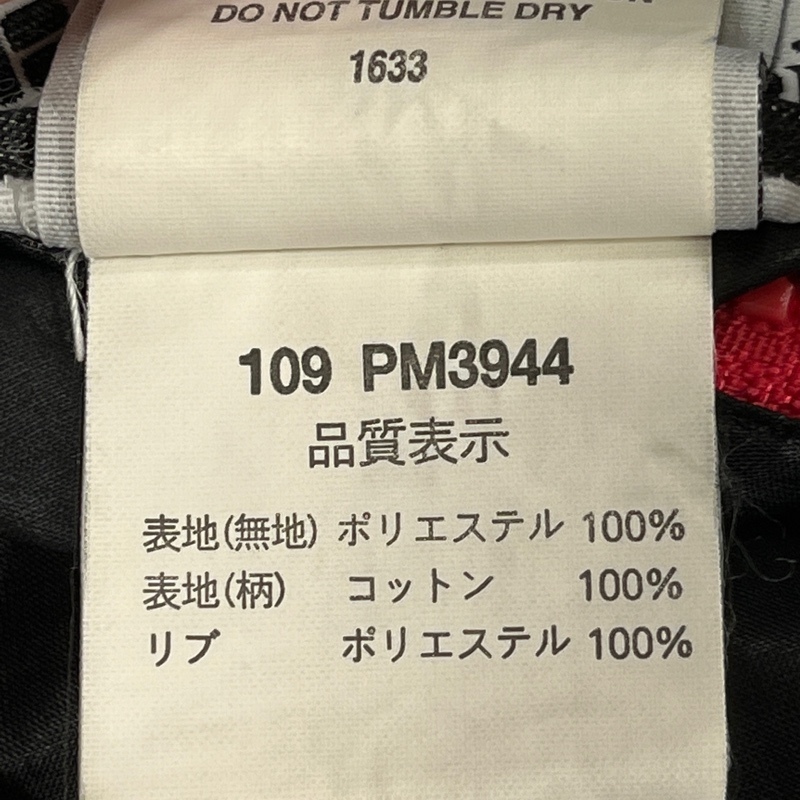 DO NOT TUMBLE DRY
1633
109 PM3944
品質表示
表地(無地) ポリエステル 100%
表地(柄) コットン 100%
リブ ポリエステル 100%